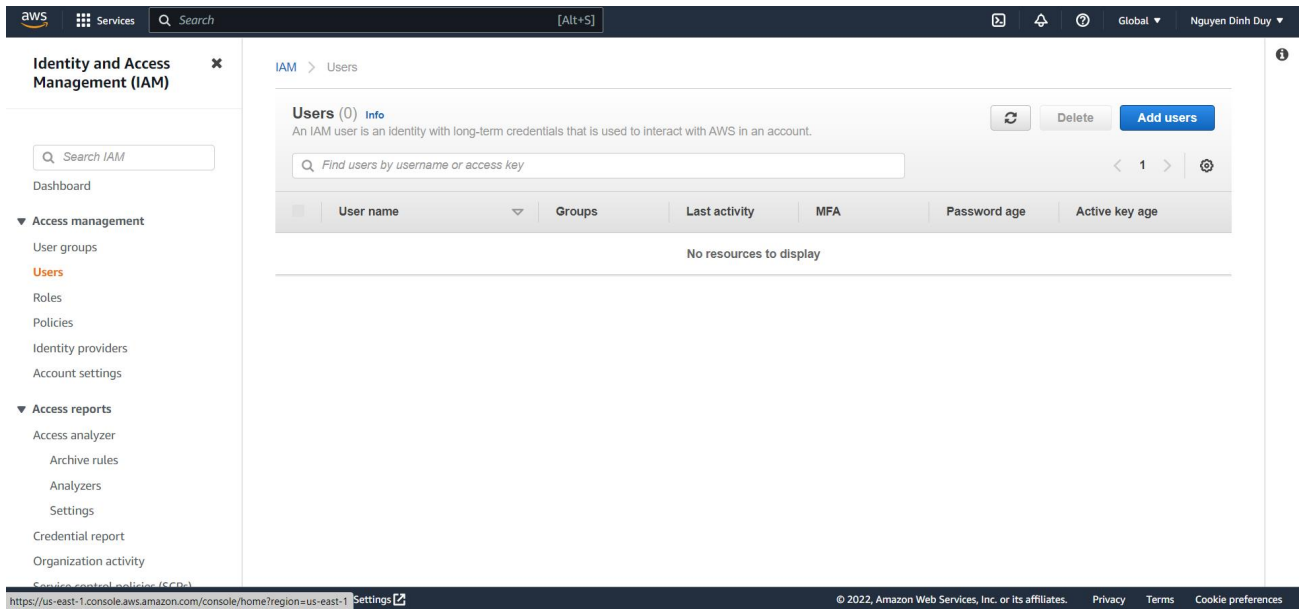 aws Services Search [Alt+S] Global ▼ Nguyen Dinh Duy ▼
Identity and Access
Management (IAM)
Search IAM
Dashboard
Access management
User groups
Users
Roles
Policies
Identity providers
Account settings
Access reports
Access analyzer
Archive rules
Analyzers
Settings
Credential report
Organization activity
Service control policies (SCPs)
IAM > Users
Users (0) Info
An IAM user is an identity with long-term credentials that is used to interact with AWS in an account.
Delete Add users
Find users by username or access key
< 1 >
User name Groups Last activity MFA Password age Active key age
No resources to display
https://us-east-1.console.aws.amazon.com/console/home?region=us-east-1 Settings © 2022, Amazon Web Services, Inc. or its affiliates. Privacy Terms Cookie preferences